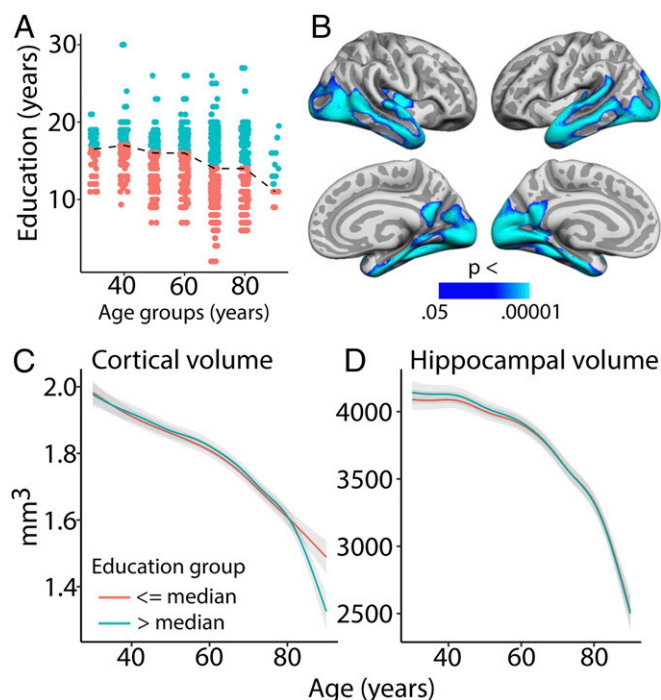 A
Education (years)
30
20
10
40
60
80
Age groups (years)
B
p <
.05
.00001
C
Cortical volume
mm³
2.0
1.8
1.6
1.4
Education group
<= median
> median
40
60
80
D
Hippocampal volume
4000
3500
3000
2500
40
60
80
Age (years)